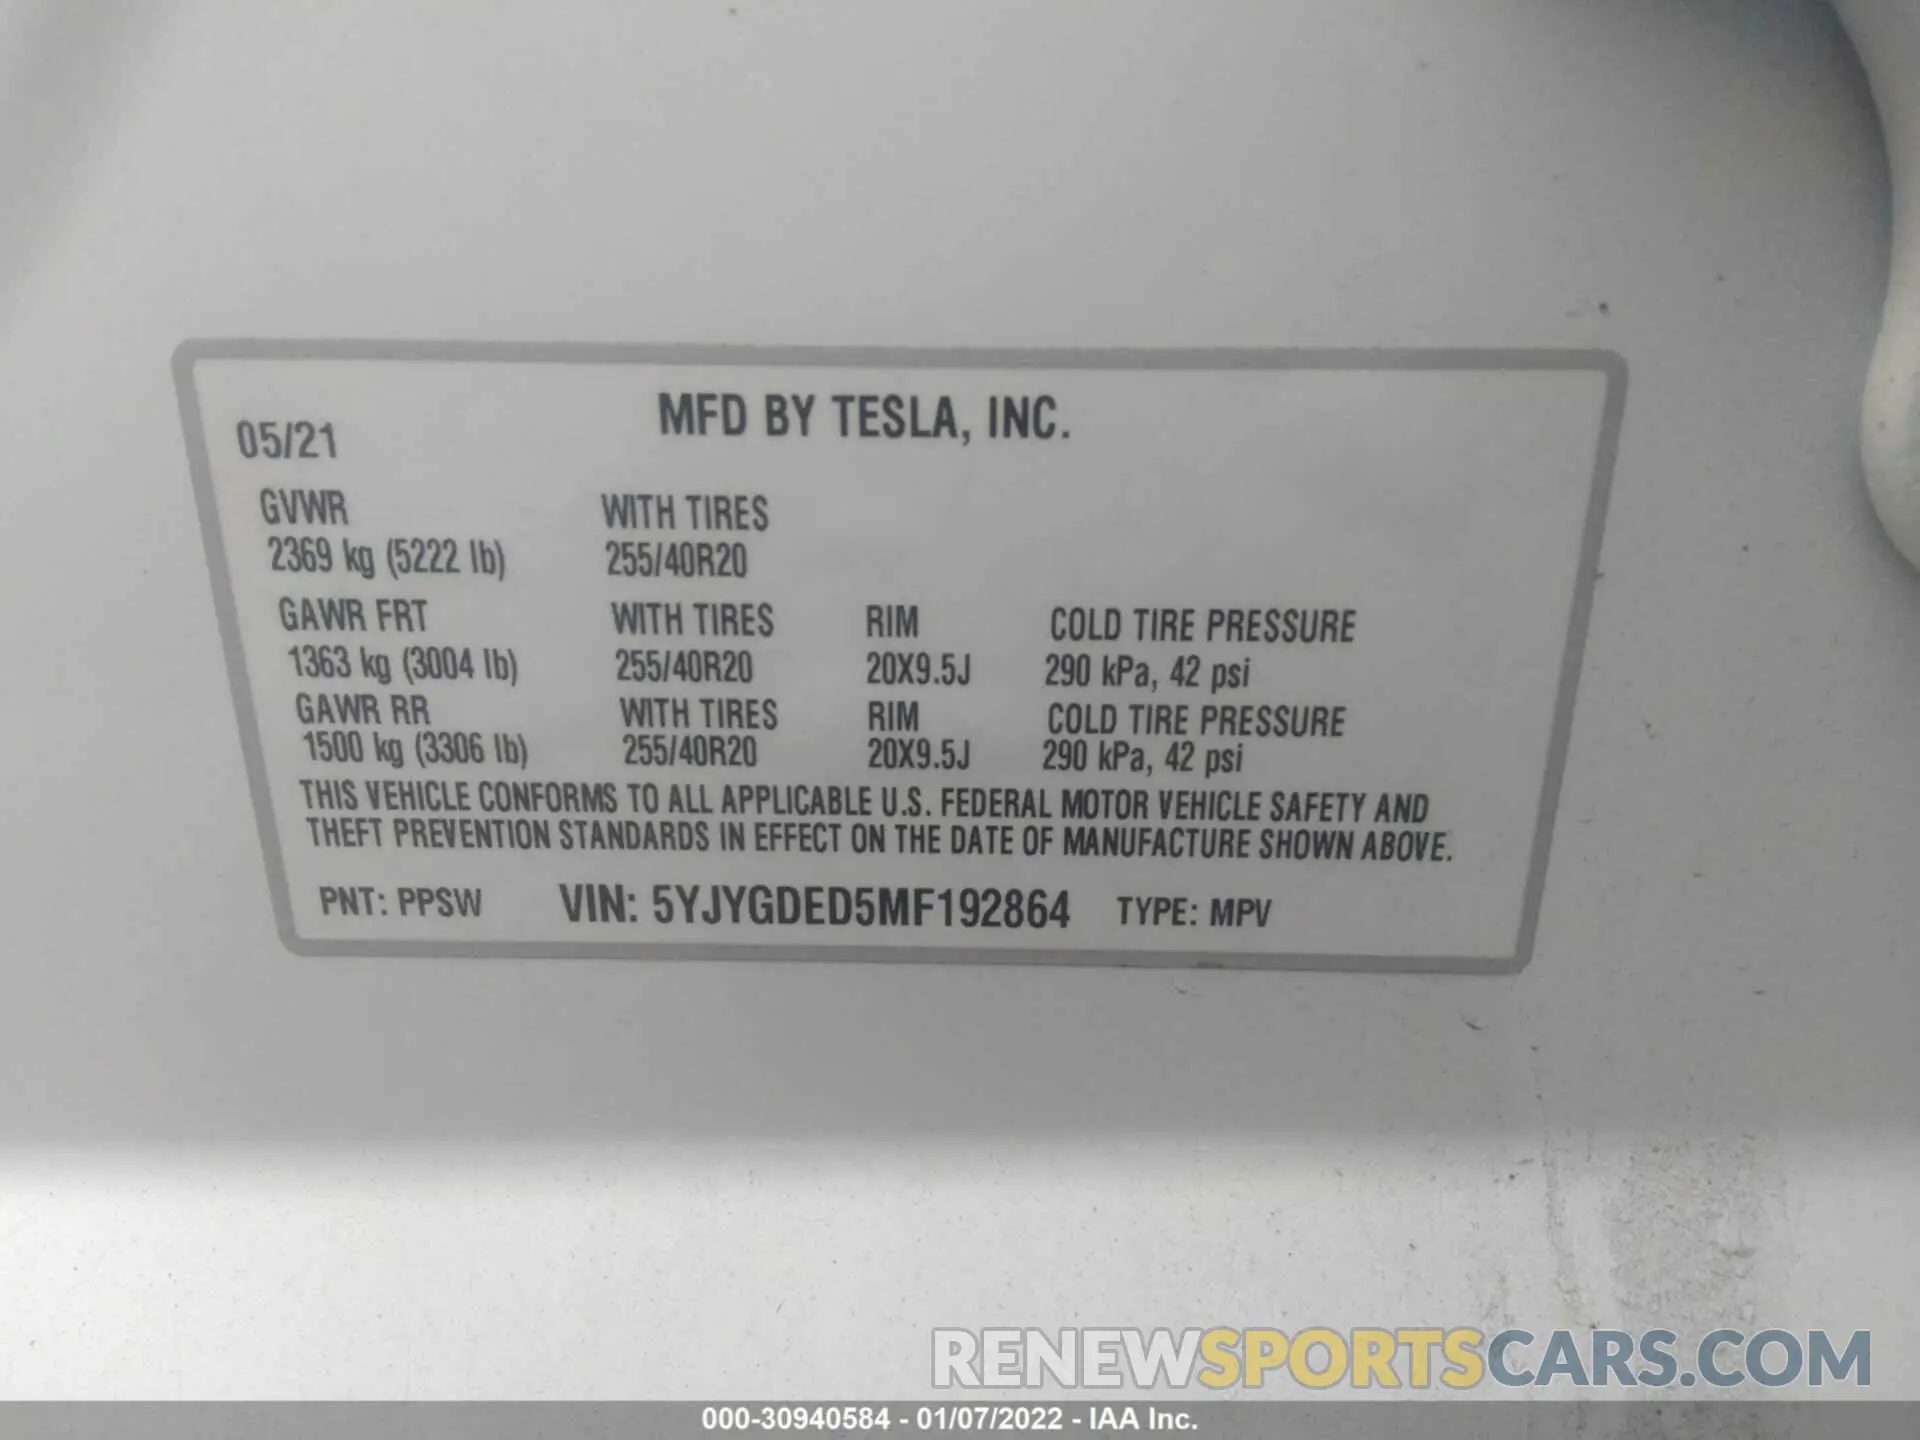 05/21 MFD BY TESLA, INC.
GVWR WITH TIRES
2369 kg (5222 lb) 255/40R20
GAWR FRT WITH TIRES RIM COLD TIRE PRESSURE
1363 kg (3004 lb) 255/40R20 20X9.5J 290 kPa, 42 psi
GAWR RR WITH TIRES RIM COLD TIRE PRESSURE
1500 kg (3306 lb) 255/40R20 20X9.5J 290 kPa, 42 psi
THIS VEHICLE CONFORMS TO ALL APPLICABLE U.S. FEDERAL MOTOR VEHICLE SAFETY AND
THEFT PREVENTION STANDARDS IN EFFECT ON THE DATE OF MANUFACTURE SHOWN ABOVE.
PNT: PPSW VIN: 5YJYGDED5MF192864 TYPE: MPV
RENEWSPORTSCARS.COM
000-30940584 - 01/07/2022 - IAA Inc.